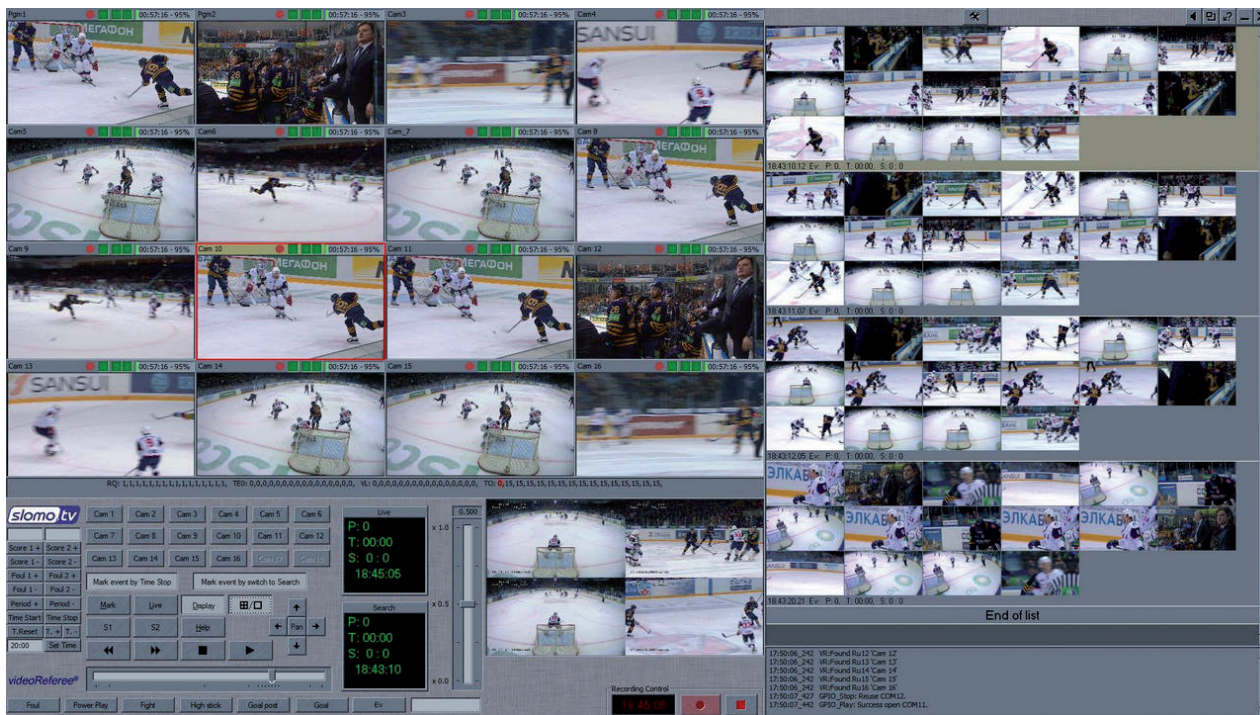 Pgm1 00:57:16 - 95% Pgm2 00:57:16 - 95% Cam3 00:57:16 - 95% Cam4 00:57:16 - 95%
МЕГАФОН
SANSUI
Cam5 00:57:16 - 95% Cam6 00:57:16 - 95% Cam_7 00:57:16 - 95% Cam 8 00:57:16 - 95%
МЕГАФОН
Cam 9 00:57:16 - 95% Cam 10 00:57:16 - 95% Cam 11 00:57:16 - 95% Cam 12 00:57:16 - 95%
МЕГАФОН МЕГАФОН
Cam 13 00:57:16 - 95% Cam 14 00:57:16 - 95% Cam 15 00:57:16 - 95% Cam 16 00:57:16 - 95%
SANSUI
slomo.tv
Cam 1 Cam 2 Cam 3 Cam 4 Cam 5 Cam 6
Cam 7 Cam 8 Cam 9 Cam 10 Cam 11 Cam 12
Cam 13 Cam 14 Cam 15 Cam 16
Score 1 + Score 2 +
Score 1 - Score 2 -
Foul 1 + Foul 2 +
Foul 1 - Foul 2 -
Period + Period -
Time Start Time Stop
T.Reset T. + T. -
20:00 Set Time
Mark event by Time Stop Mark event by switch to Search
Mark Live Display
S1 S2 Help Pan
videoReferee®
Foul Power Play Fight High stick Goal post Goal Ev
Live
P: 0
T: 00:00
S: 0 : 0
18:45:05
Search
P: 0
T: 00:00
S: 0 : 0
18:43:10
0.500
x 1.0
x 0.5
x 0.0
Recording Control
18:45:05
18:43:10.12 Ev: P: 0, T: 00:00, S: 0 : 0
18:43:11.07 Ev: P: 0, T: 00:00, S: 0 : 0
18:43:12.05 Ev: P: 0, T: 00:00, S: 0 : 0
ЭЛКАБ
18:43:20.21 Ev: P: 0, T: 00:00, S: 0 : 0
End of list
17:50:06_242 VR:Found Ru12 'Cam 12'
17:50:06_242 VR:Found Ru13 'Cam 13'
17:50:06_242 VR:Found Ru14 'Cam 14'
17:50:06_242 VR:Found Ru15 'Cam 15'
17:50:06_242 VR:Found Ru16 'Cam 16'
17:50:07_427 GPIO_Stop: Reuse COM12.
17:50:07_442 GPIO_Play: Success open COM11.